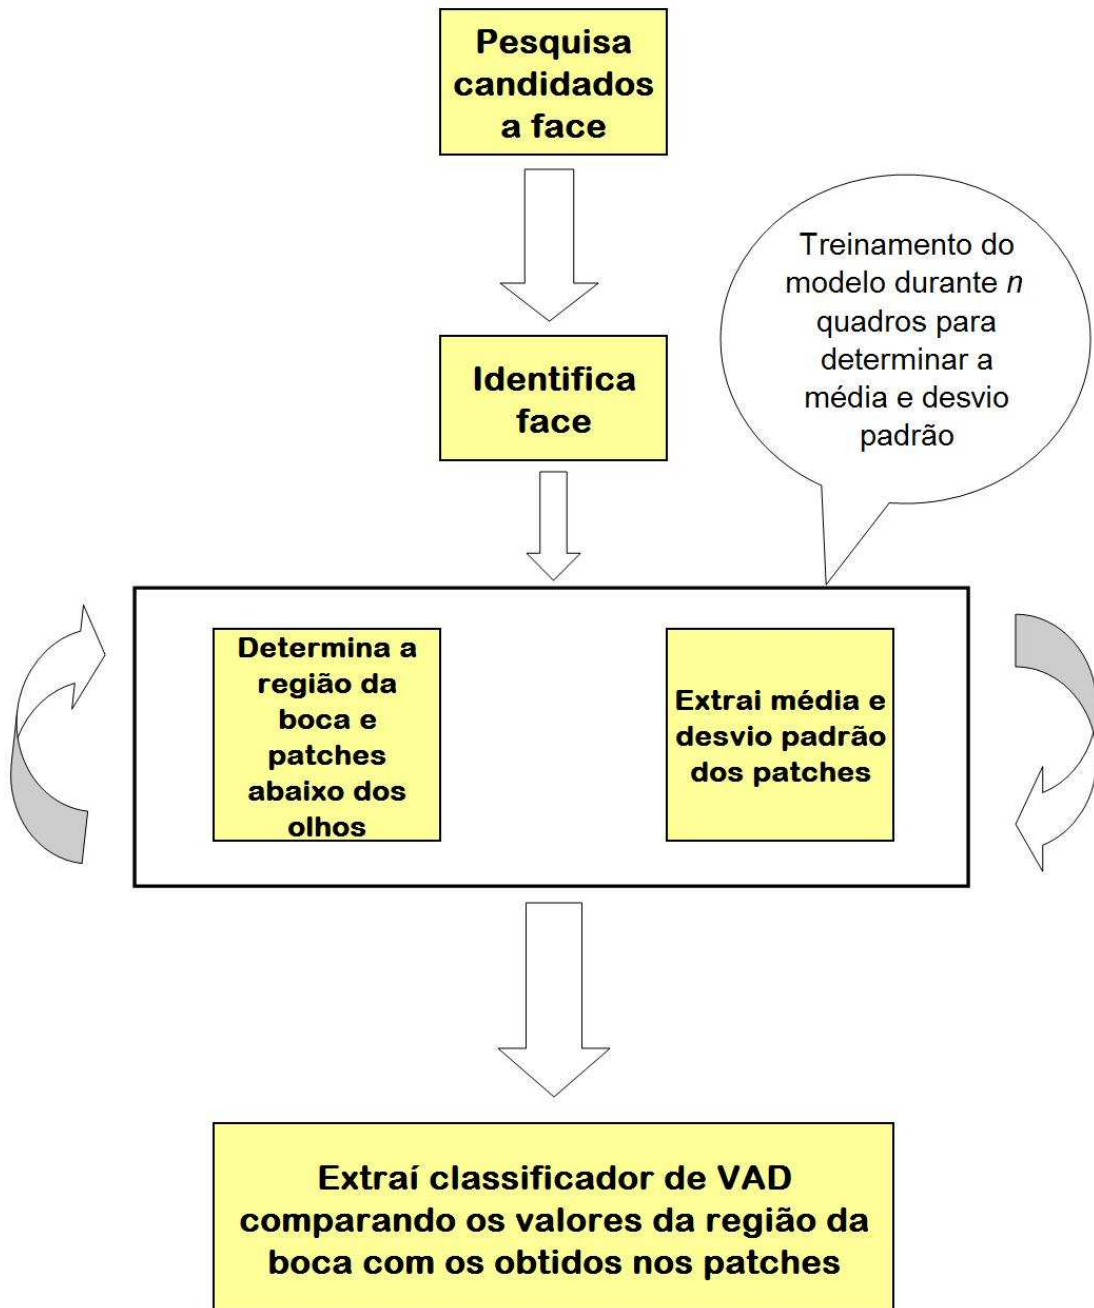 Pesquisa
candidados
a face
Treinamento do
modelo durante n
quadros para
determinar a
média e desvio
padrão
Identifica
face
Determina a
região da
boca e
patches
abaixo dos
olhos
Extrai média e
desvio padrão
dos patches
Extraí classificador de VAD
comparando os valores da região da
boca com os obtidos nos patches